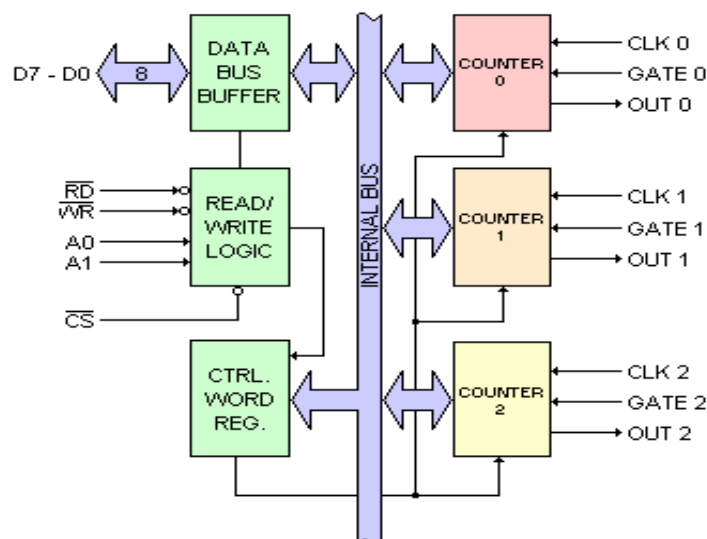 D7 - D0
8
DATA
BUS
BUFFER
RD
WR
A0
A1
CS
READ/
WRITE
LOGIC
CTRL.
WORD
REG.
INTERNAL BUS
COUNTER
0
CLK 0
GATE 0
OUT 0
COUNTER
1
CLK 1
GATE 1
OUT 1
COUNTER
2
CLK 2
GATE 2
OUT 2